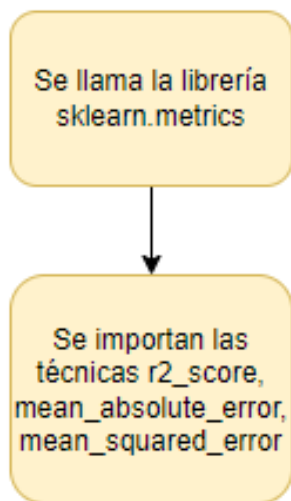 Se llama la librería
sklearn.metrics
Se importan las
técnicas r2_score,
mean_absolute_error,
mean_squared_error